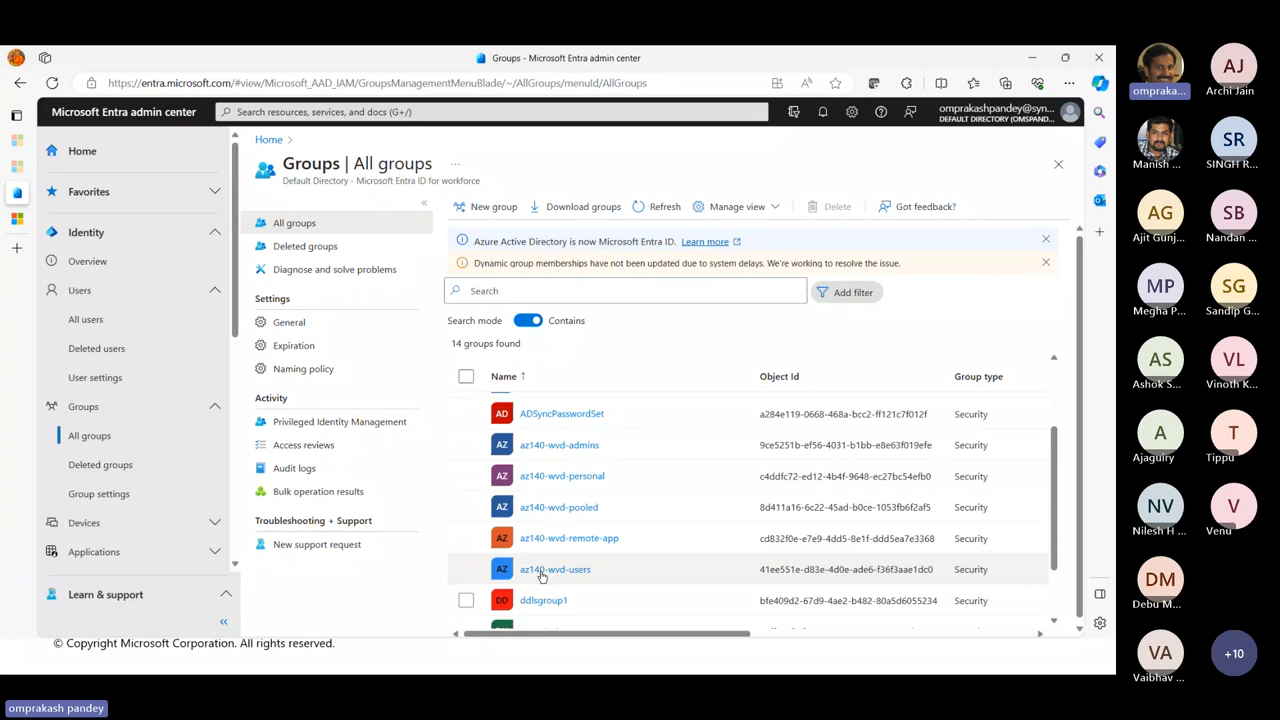 Groups - Microsoft Entra admin center
https://entra.microsoft.com/#view/Microsoft_AAD_IAM/GroupsManagementMenuBlade/~/AllGroups/menuId/AllGroups
Microsoft Entra admin center
Search resources, services, and docs (G+/)
omprakashpandey@syn...
DEFAULT DIRECTORY (OMSPAND...
Home
Favorites
Identity
Overview
Users
All users
Deleted users
User settings
Groups
All groups
Deleted groups
Group settings
Devices
Applications
Learn & support
Home
Groups | All groups
Default Directory - Microsoft Entra ID for workforce
All groups
Deleted groups
Diagnose and solve problems
Settings
General
Expiration
Naming policy
Activity
Privileged Identity Management
Access reviews
Audit logs
Bulk operation results
Troubleshooting + Support
New support request
New group
Download groups
Refresh
Manage view
Delete
Got feedback?
Azure Active Directory is now Microsoft Entra ID. Learn more
Dynamic group memberships have not been updated due to system delays. We're working to resolve the issue.
Search
Add filter
Search mode Contains
14 groups found
Name ↑ Object Id Group type
AD ADSyncPasswordSet a284e119-0668-468a-bcc2-ff121c7f012f Security
AZ az140-wvd-admins 9ce5251b-ef56-4031-b1bb-e8e63f019efe Security
AZ az140-wvd-personal c4ddfc72-ed12-4b4f-9648-ec27bc54efb0 Security
AZ az140-wvd-pooled 8d411a16-6c22-45ad-b0ce-1053fb6f2af5 Security
AZ az140-wvd-remote-app cd832f0e-e7e9-4dd5-8e1f-ddd5ea7e3368 Security
AZ az140-wvd-users 41ee551e-d83e-4d0e-ade6-f36f3aae1dc0 Security
DD ddlsgroup1 bfe409d2-67d9-4ae2-b482-80a5d6055234 Security
© Copyright Microsoft Corporation. All rights reserved.
omprakash pandey
ompraka...
AJ
Archi Jain
Manish ...
SR
SINGH R...
AG
Ajit Gunj...
SB
Nandan ...
MP
Megha P...
SG
Sandip G...
AS
Ashok S...
VL
Vinoth K...
A
Ajaguiry
T
Tippu
NV
Nilesh H ...
V
Venu
DM
Debu M...
VA
Vaibhav ...
+10